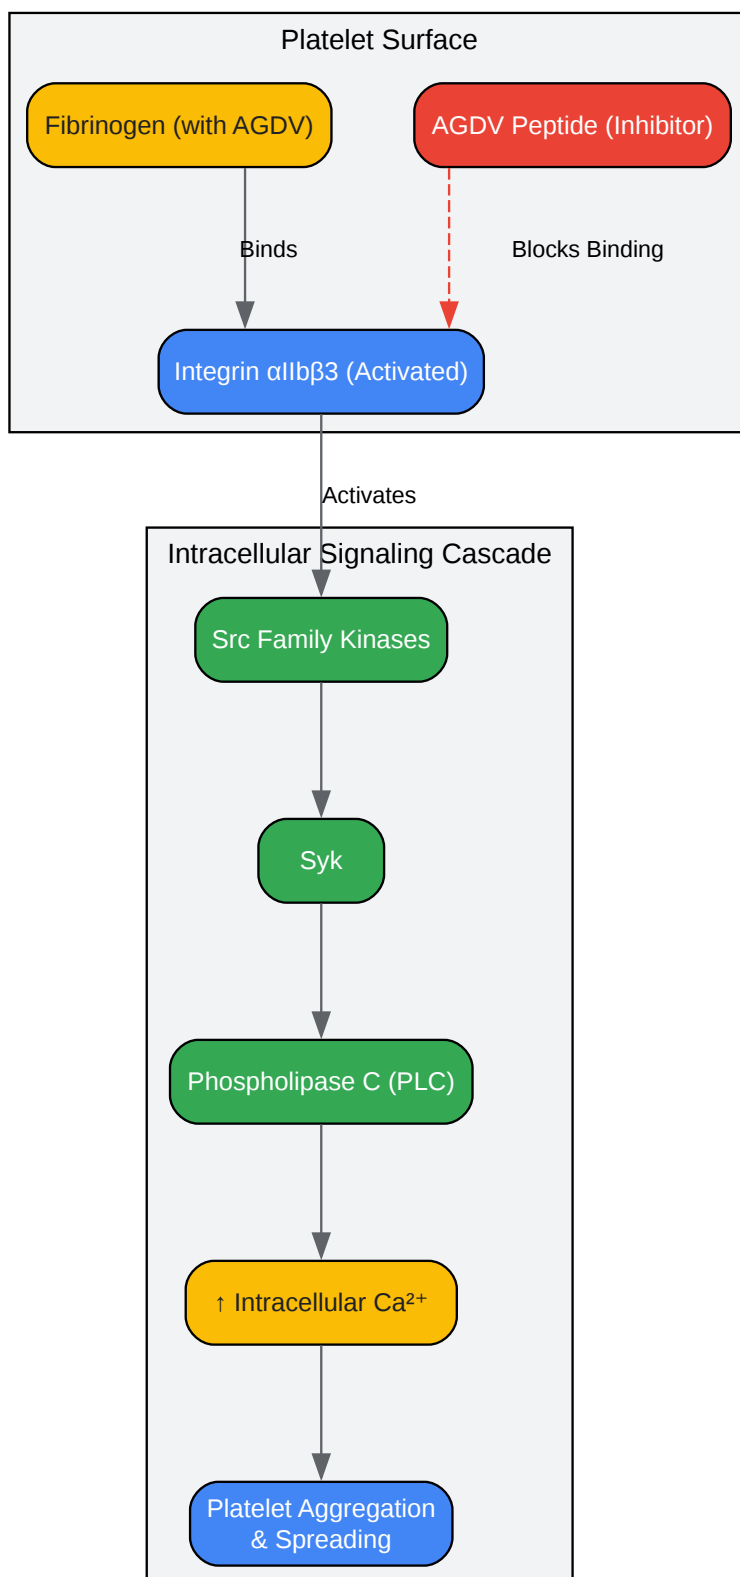 Platelet Surface
Fibrinogen (with AGDV)
AGDV Peptide (Inhibitor)
Binds
Blocks Binding
Integrin αIIbβ3 (Activated)
Activates
Intracellular Signaling Cascade
Src Family Kinases
Syk
Phospholipase C (PLC)
↑ Intracellular Ca²⁺
Platelet Aggregation
& Spreading